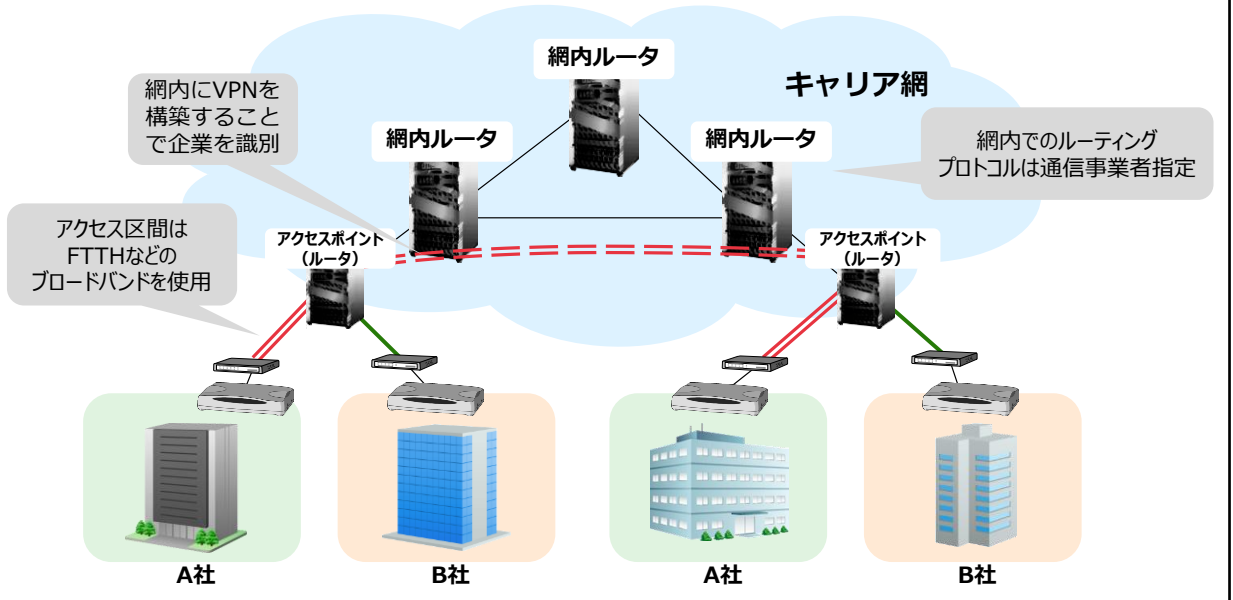 網内ルータ
キャリア網
網内にVPNを
構築すること
で企業を識別
網内ルータ
網内ルータ
網内でのルーティング
プロトコルは通信事業者指定
アクセス区間は
FTTHなどの
ブロードバンドを使用
アクセスポイント
（ルータ）
アクセスポイント
（ルータ）
A社
B社
A社
B社